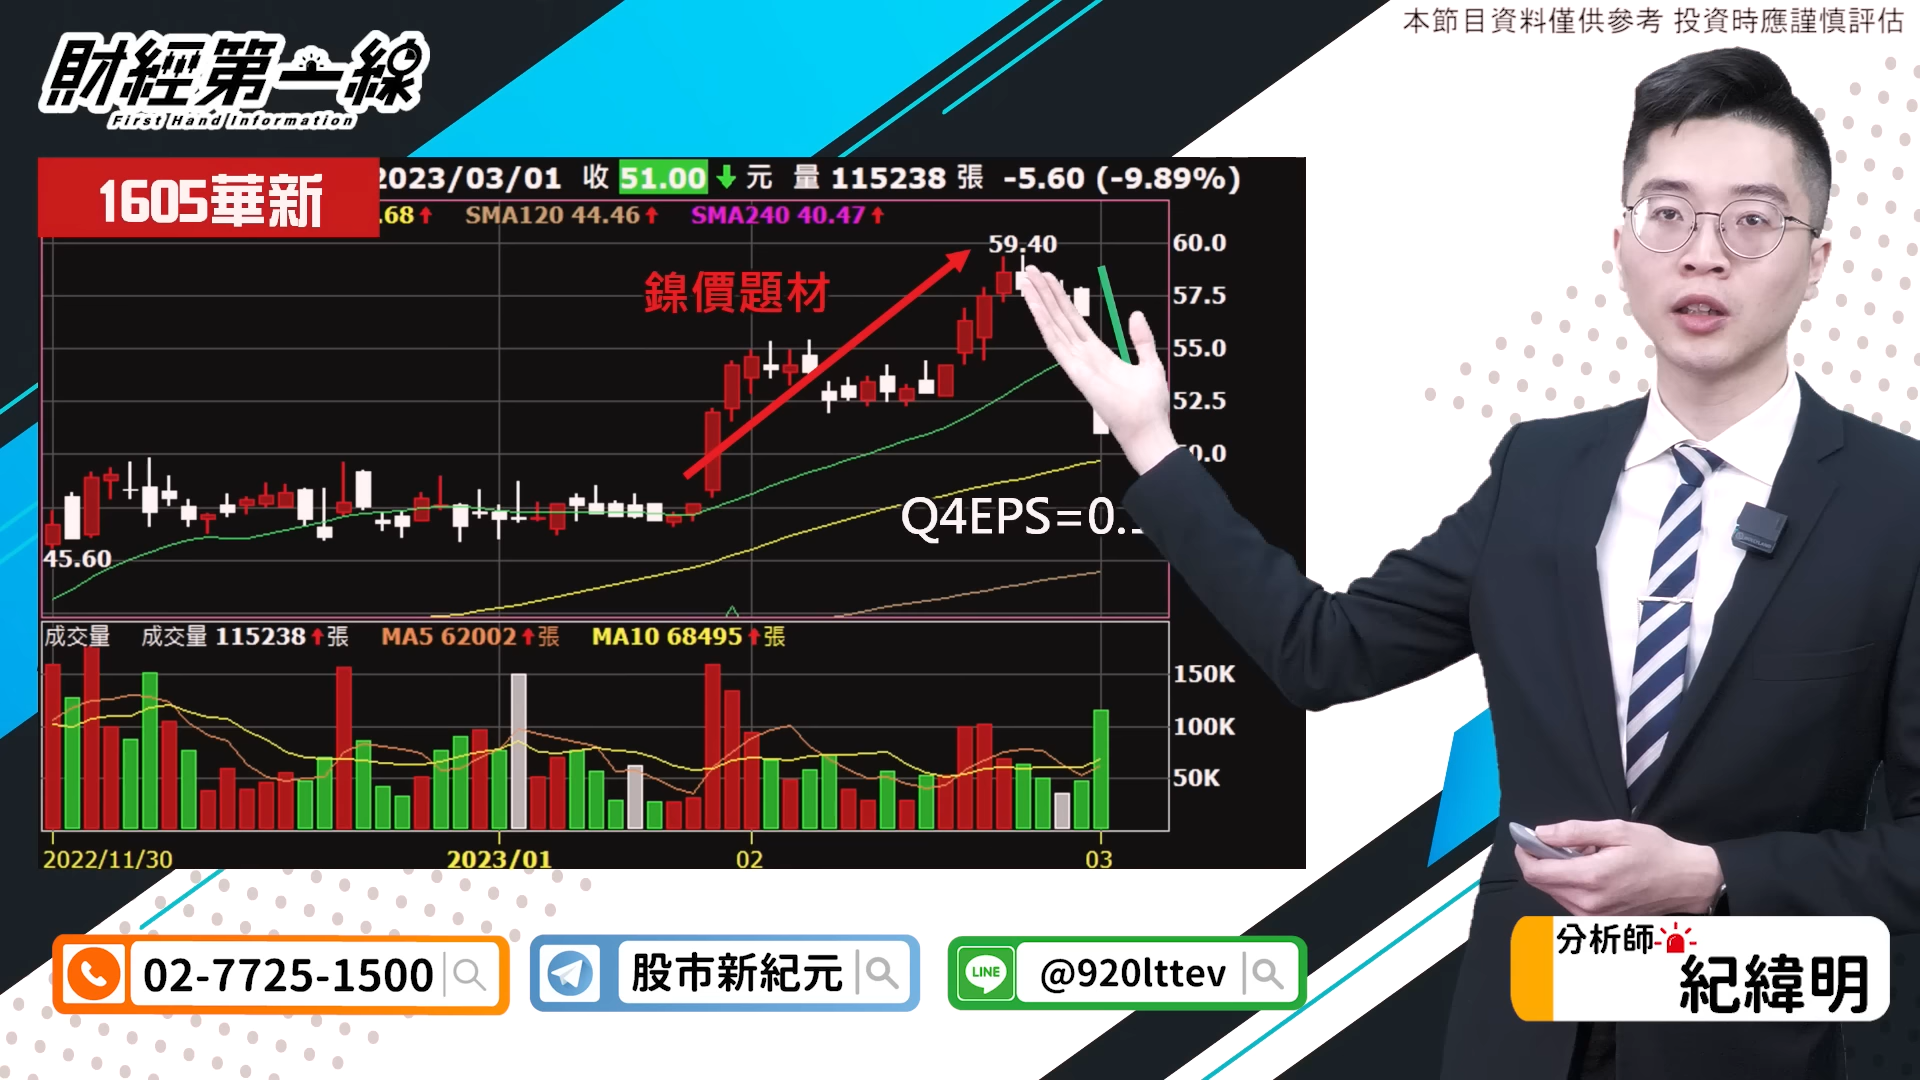 本節目資料僅供參考 投資時應謹慎評估
財經第一線
First Hand Information
1605華新
2023/03/01 收 51.00 元 量 115238 張 -5.60 (-9.89%)
.68 SMA120 44.46 SMA240 40.47
59.40
鎳價題材
60.0
57.5
55.0
52.5
45.60
Q4EPS=0.
成交量 成交量 115238 張 MA5 62002 張 MA10 68495 張
150K
100K
50K
2022/11/30 2023/01 02 03
02-7725-1500
股市新紀元
LINE @920lttev
分析師
紀緯明